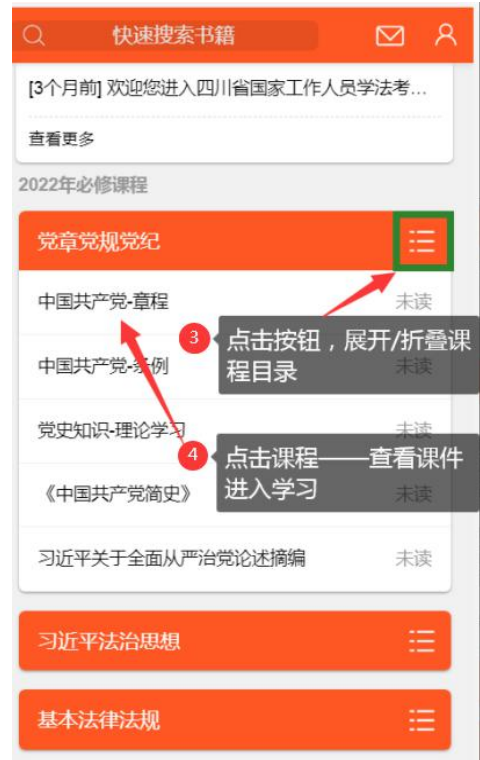 快速搜索书籍
[3个月前] 欢迎您进入四川省国家工作人员学法考...
查看更多
2022年必修课程
党章党规党纪
中国共产党-章程
未读
3
点击按钮，展开/折叠课
程目录
中国共产党-条例
未读
党史知识-理论学习
未读
4
点击课程——查看课件
进入学习
《中国共产党简史》
未读
习近平关于全面从严治党论述摘编
未读
习近平法治思想
基本法律法规